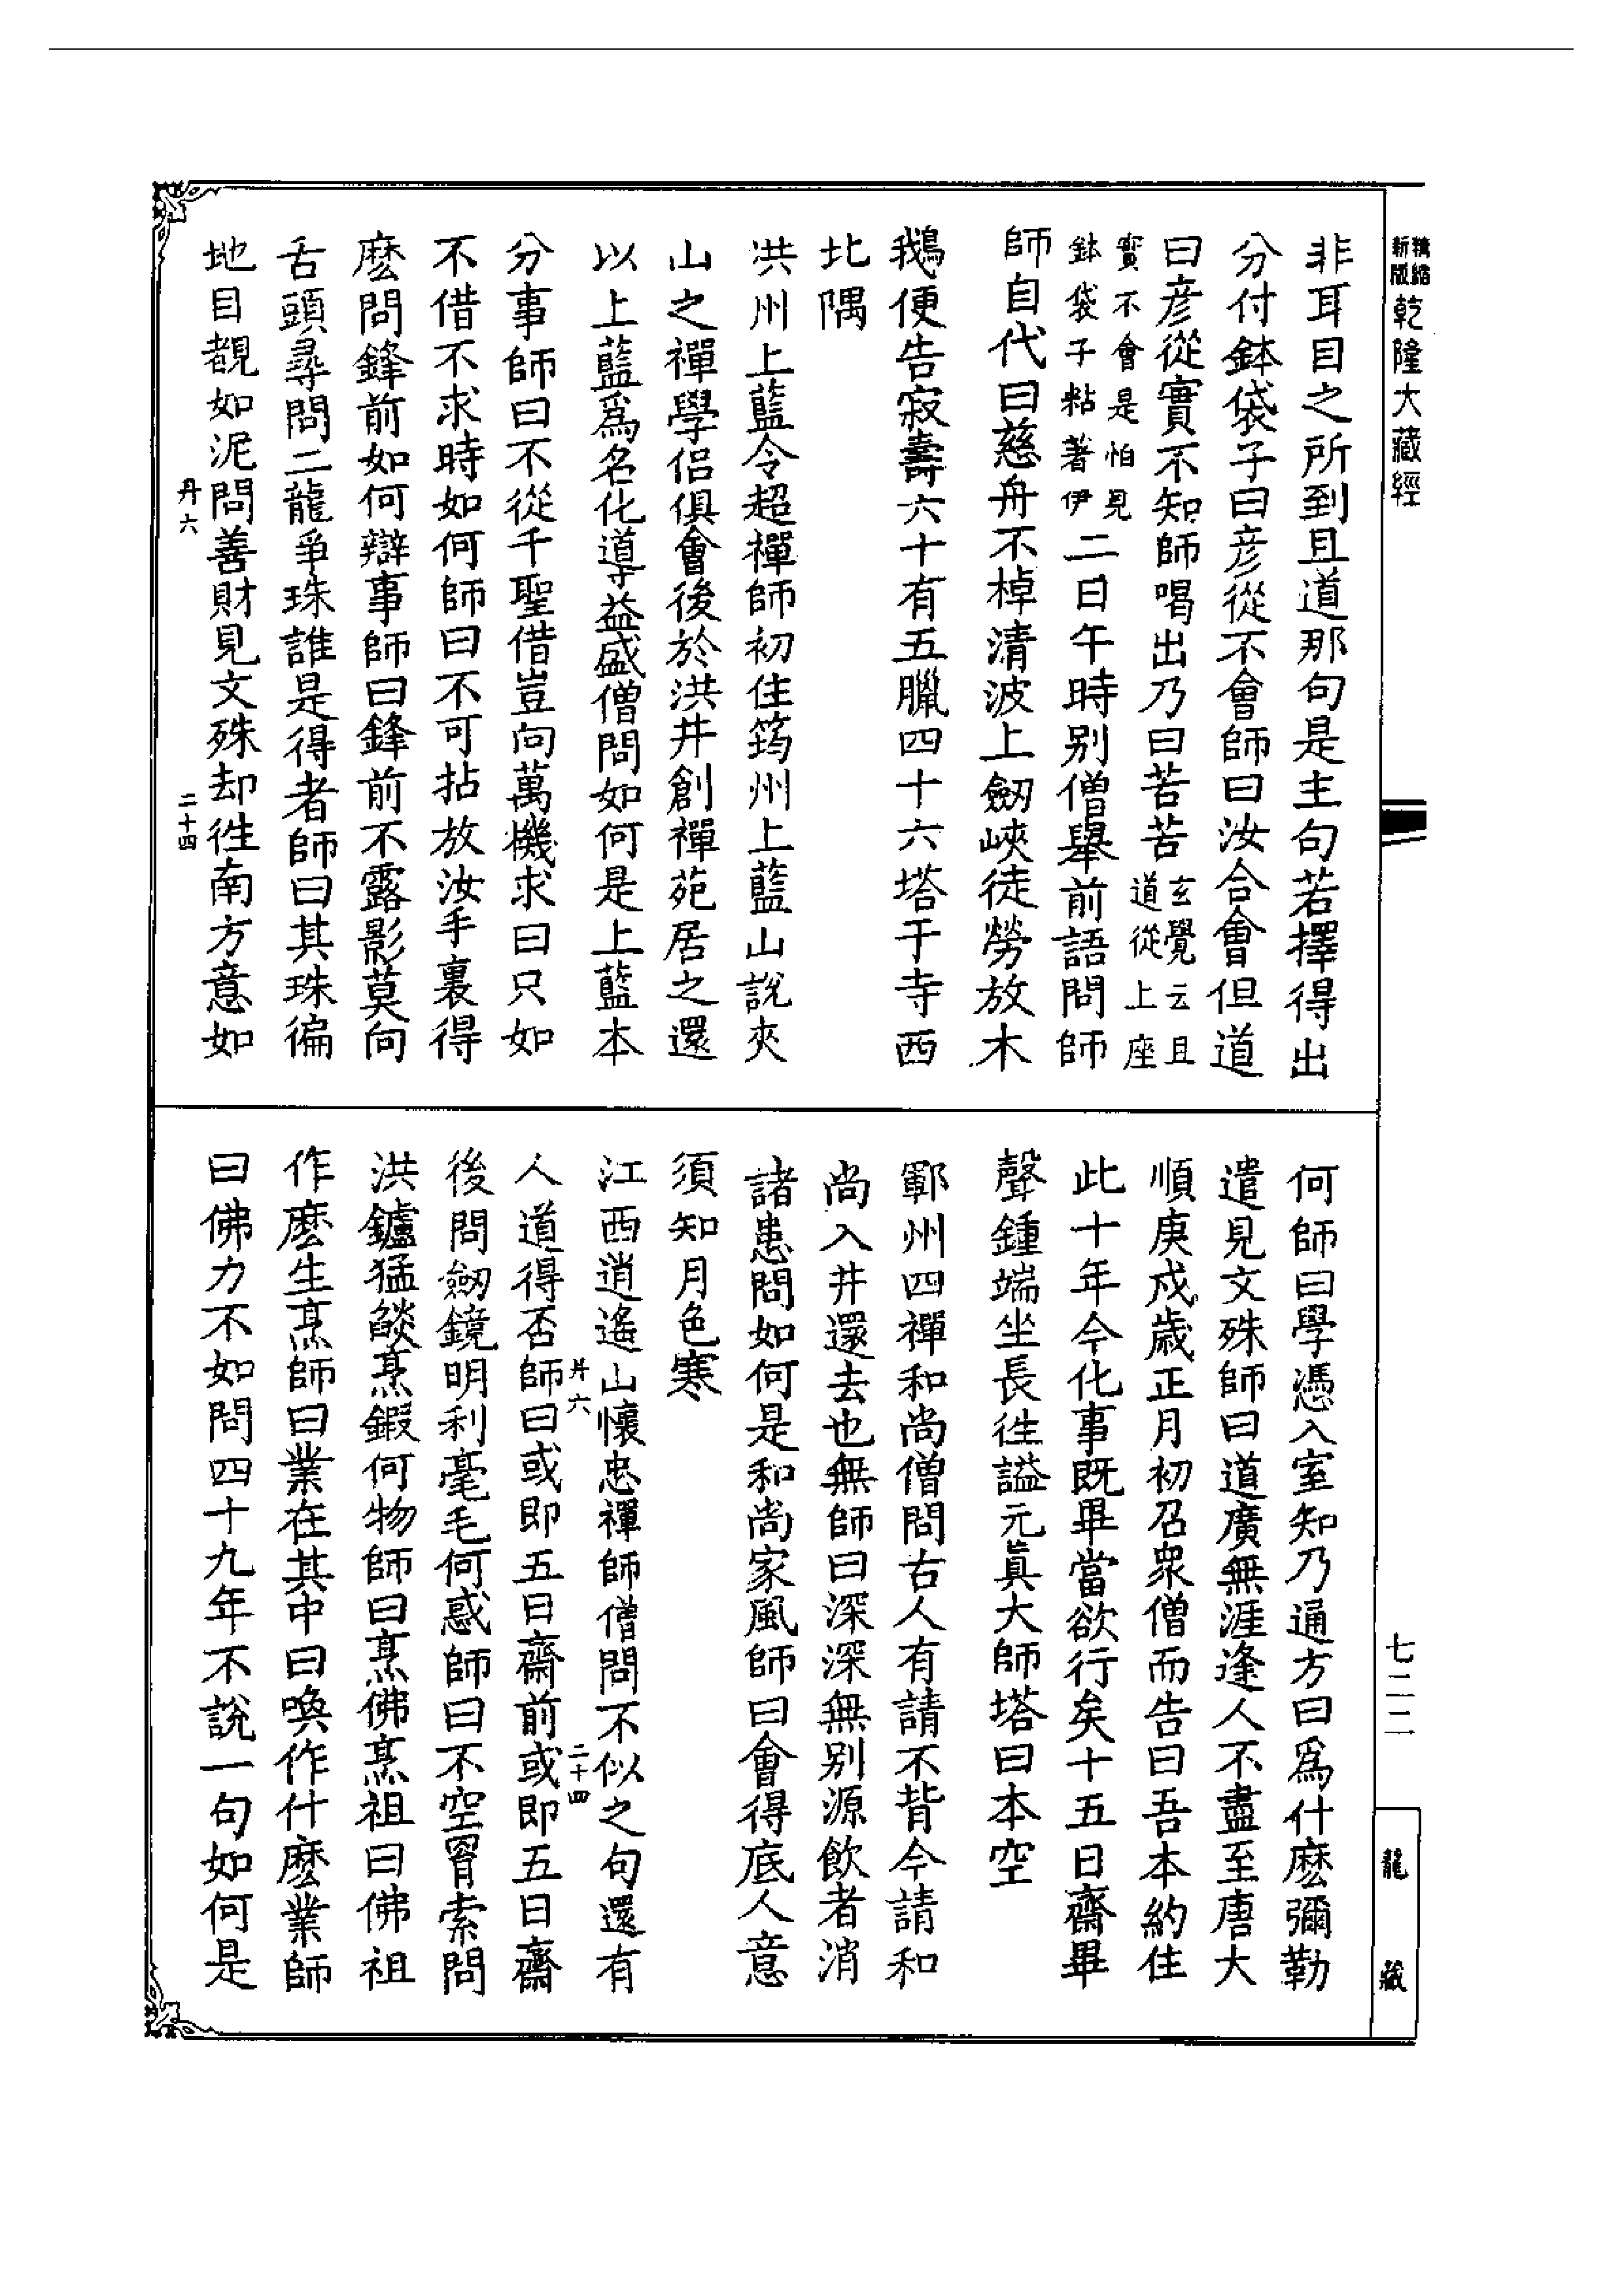 精縮
新版
乾隆大藏經
非耳目之所到且道那句是主句若擇得出
分付鉢袋子曰彥從不會師曰汝合會但道
曰彥從實不知師喝出乃曰苦苦玄覺云且
道從上座
實不會是怕見
鉢袋子粘著伊二日午時別僧舉前語問師
師自代曰慈舟不棹清波上劒峽徒勞放木
鵝便告寂壽六十有五臘四十六塔于寺西
北隅
洪州上藍令超禪師初住筠州上藍山說夾
山之禪學侶俱會後於洪井創禪苑居之還
以上藍爲名化導益盛僧問如何是上藍本
分事師曰不從千聖借豈向萬機求曰只如
不借不求時如何師曰不可拈放汝手裏得
麽問鋒前如何辯事師曰鋒前不露影莫向
舌頭尋問二龍爭珠誰是得者師曰其珠徧
地目覩如泥問善財見文殊却徃南方意如
丹六
二十四
何師曰學憑入室知乃通方曰爲什麽彌勒
遣見文殊師曰道廣無涯逢人不盡至唐大
順庚戌歲正月初召衆僧而告曰吾本約住
此十年今化事既畢當欲行矣十五日齋畢
聲鍾端坐長徃謚元眞大師塔曰本空
鄆州四禪和尚僧問古人有請不背今請和
尚入井還去也無師曰深深無別源飲者消
諸患問如何是和尚家風師曰會得底人意
須知月色寒
江西逍遙山懷忠禪師僧問不似之句還有
丹六
二十四
人道得否師曰或即五日齋前或即五日齋
後問劒鏡明利毫毛何惑師曰不空罥索問
洪鑪猛燄烹鍜何物師曰烹佛烹祖曰佛祖
作麽生烹師曰業在其中曰喚作什麽業師
曰佛力不如問四十九年不說一句如何是
七二二
龍藏